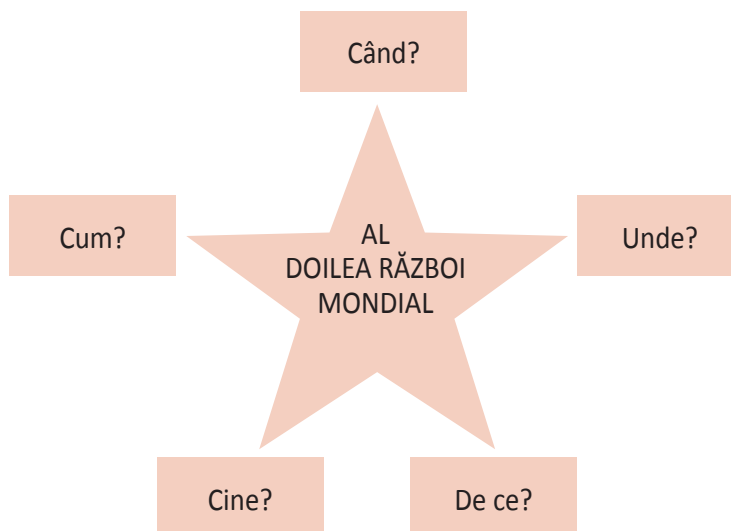 Când?
Cum?
AL
DOILEA RĂZBOI
MONDIAL
Unde?
Cine?
De ce?